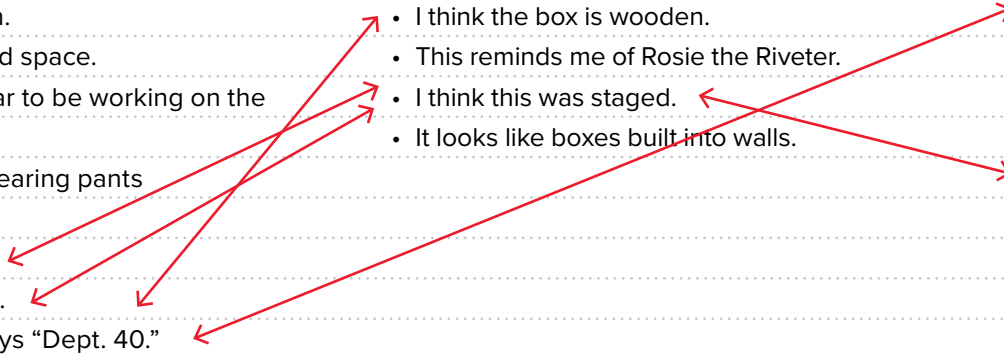 d space.
ar to be working on the
earing pants
ys “Dept. 40.”
• I think the box is wooden.
• This reminds me of Rosie the Riveter.
• I think this was staged.
• It looks like boxes built into walls.